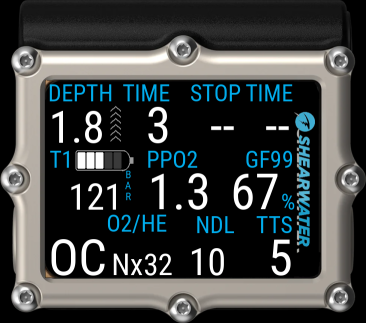 DEPTH TIME STOP TIME
1.8 3 -- --
T1 PPO2 GF99
121 BAR 1.3 67%
O2/HE NDL TTS
OC Nx32 10 5
SHEARWATER